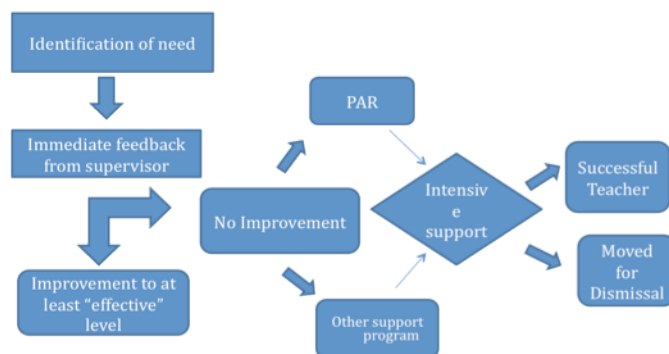 Identification of need
Immediate feedback
from supervisor
Improvement to at
least “effective”
level
No Improvement
PAR
Other support
program
Intensiv
e
support
Successful
Teacher
Moved
for
Dismissal